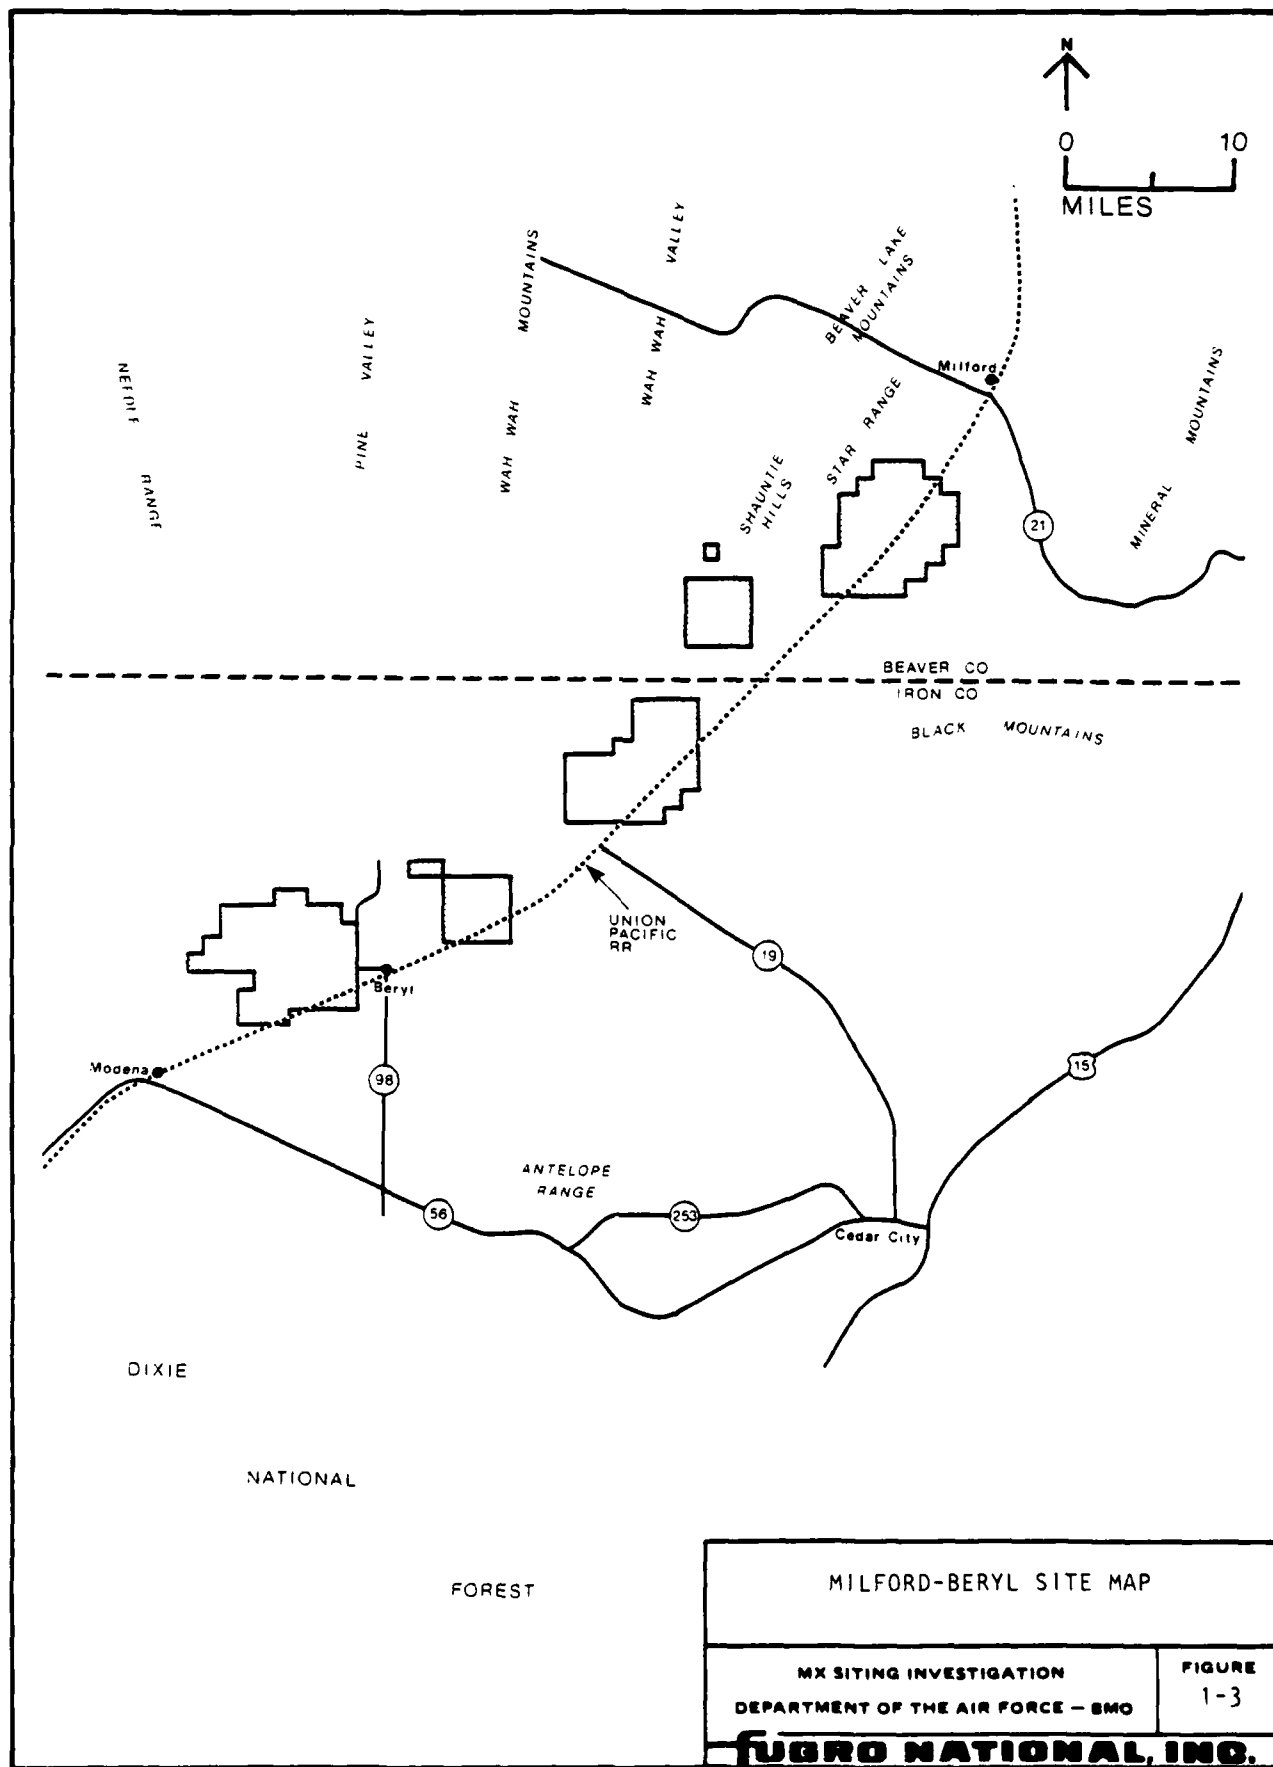 N
0 10
MILES
NEEDLE
RANGE
PINE VALLEY
WAH WAH MOUNTAINS
WAH WAH VALLEY
BEAVER LAKE
MOUNTAINS
Milford
STAR RANGE
SHAUNTIE
HILLS
MINERAL MOUNTAINS
21
BEAVER CO
IRON CO
BLACK MOUNTAINS
UNION
PACIFIC
RR
19
Beryl
Modena
98
15
ANTELOPE
RANGE
56
253
Cedar City
DIXIE
NATIONAL
FOREST
MILFORD-BERYL SITE MAP
MX SITING INVESTIGATION
DEPARTMENT OF THE AIR FORCE — BMO
FIGURE
1-3
fUGRO NATIONAL, INC.